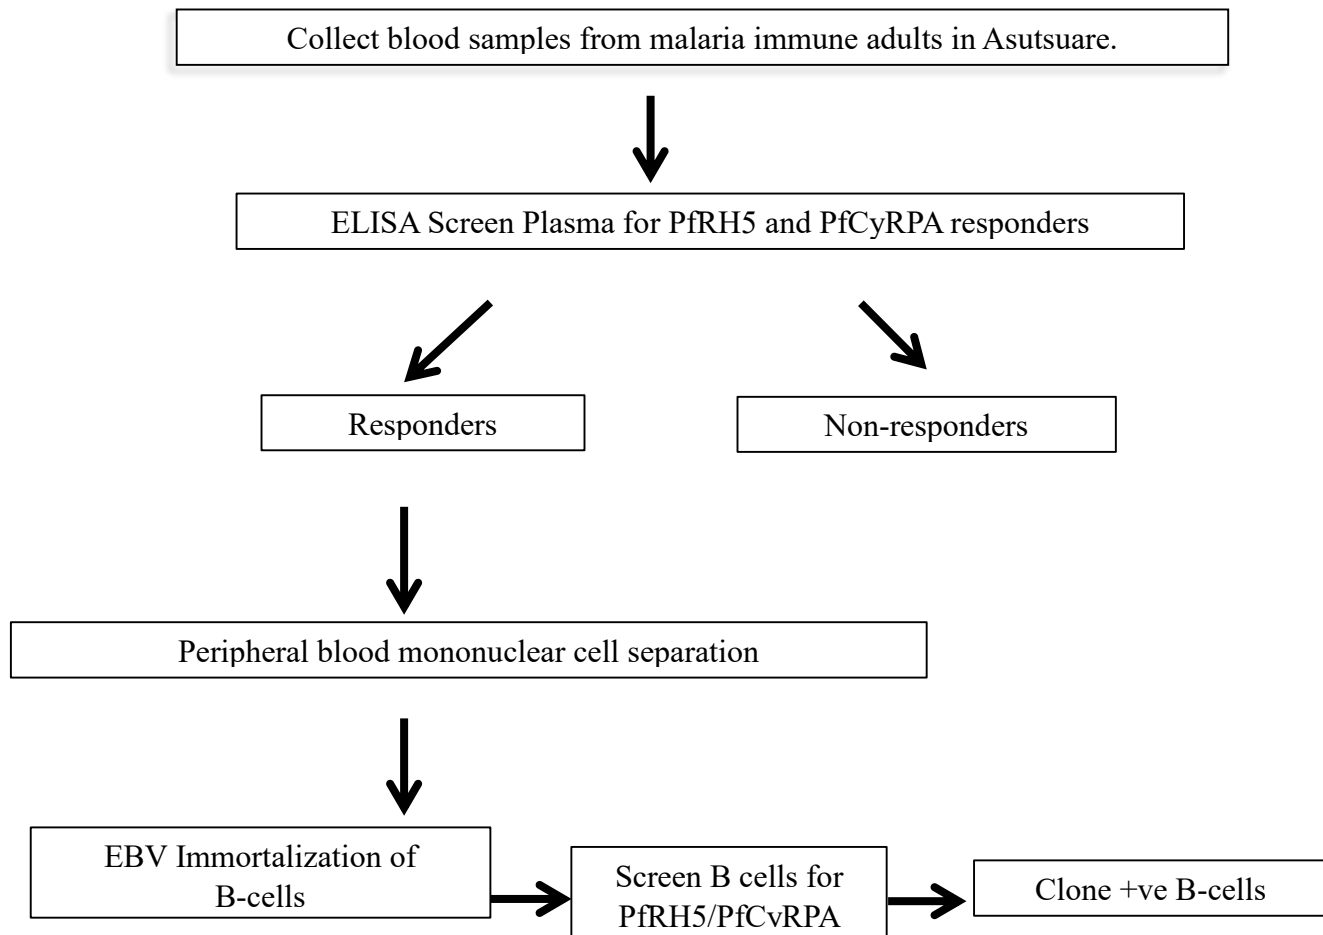 Collect blood samples from malaria immune adults in Asutsuare.
ELISA Screen Plasma for PfRH5 and PfCyRPA responders
Responders
Non-responders
Peripheral blood mononuclear cell separation
EBV Immortalization of
B-cells
Screen B cells for
PfRH5/PfCyRPA
Clone +ve B-cells